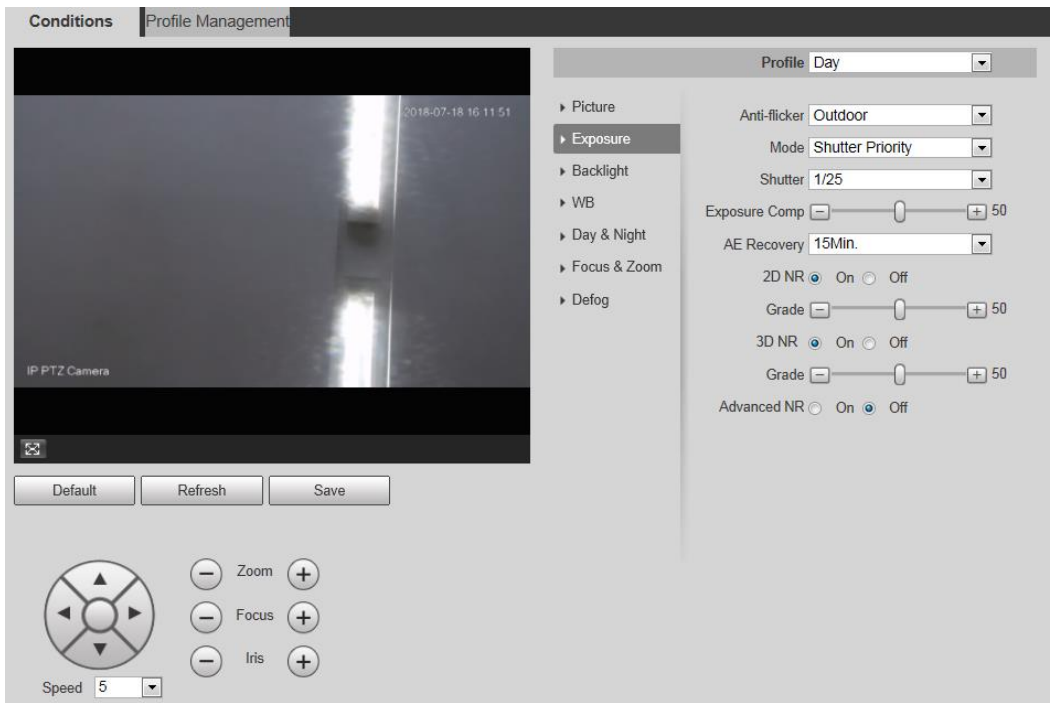 Conditions
Profile Management
2018-07-18 16 11 51
IP PTZ Camera
Default
Refresh
Save
Zoom
Focus
Iris
Speed 5
Profile Day
Picture
Exposure
Backlight
WB
Day & Night
Focus & Zoom
Defog
Anti-flicker Outdoor
Mode Shutter Priority
Shutter 1/25
Exposure Comp 50
AE Recovery 15Min.
2D NR On Off
Grade 50
3D NR On Off
Grade 50
Advanced NR On Off